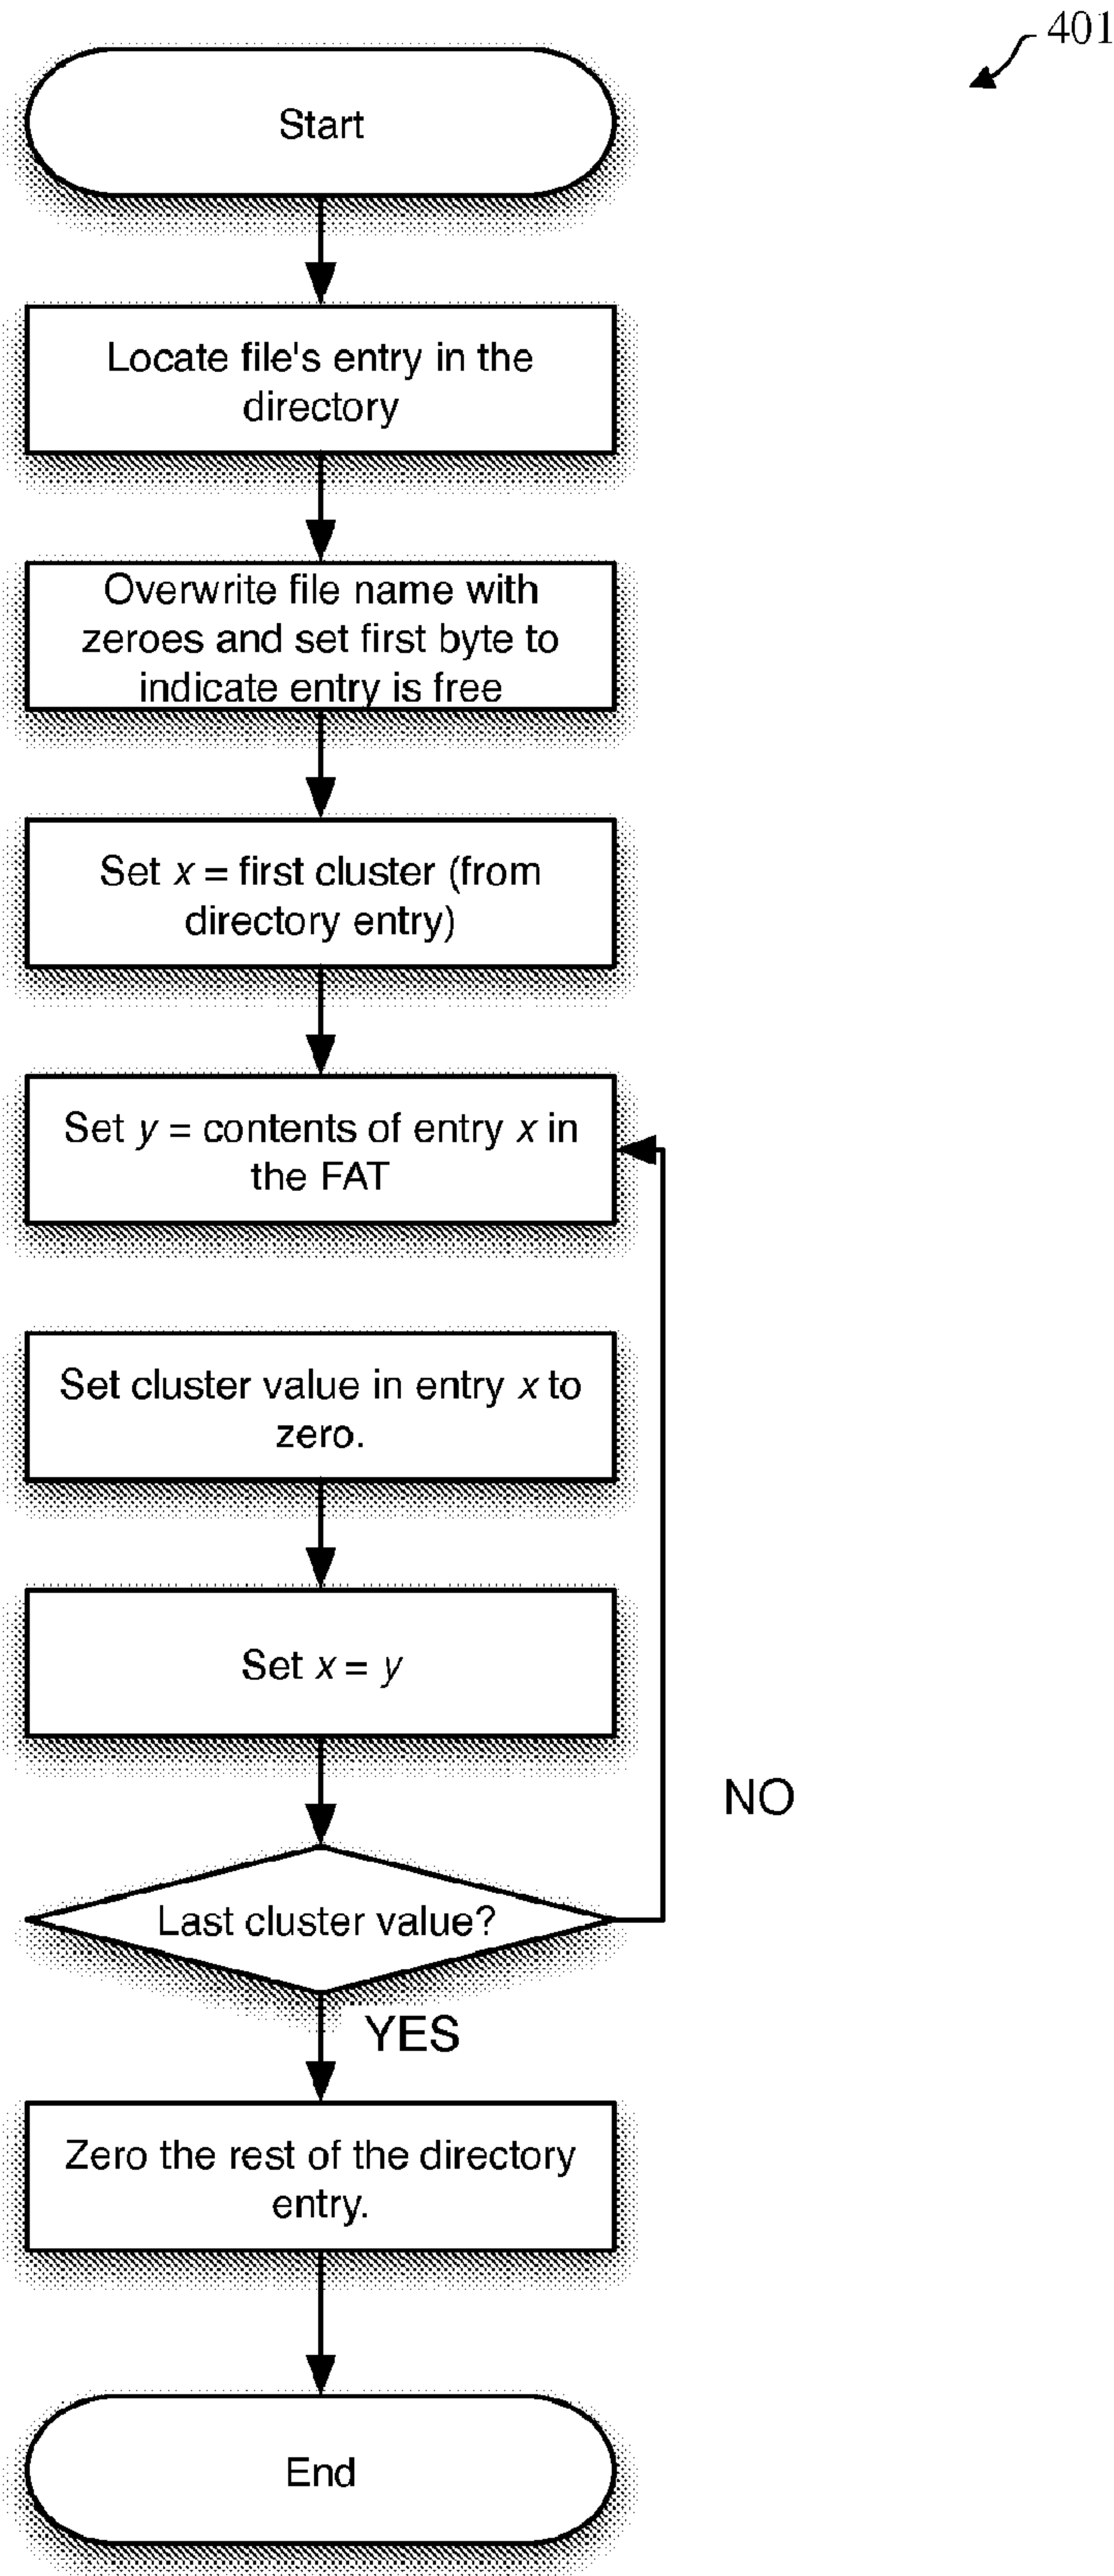 401
Start
Locate file's entry in the
directory
Overwrite file name with
zeroes and set first byte to
indicate entry is free
Set x = first cluster (from
directory entry)
Set y = contents of entry x in
the FAT
Set cluster value in entry x to
zero.
Set x = y
NO
Last cluster value?
YES
Zero the rest of the directory
entry.
End